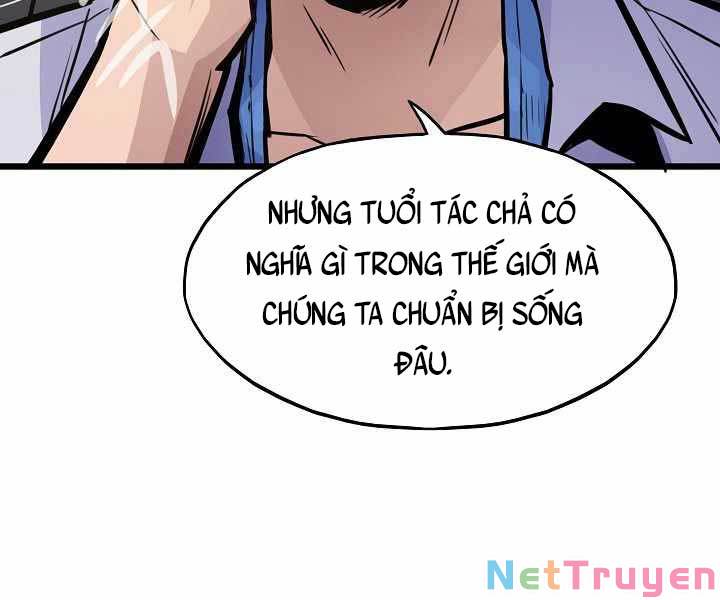 NHƯNG TUỔI TÁC CHẢ CÓ
NGHĨA GÌ TRONG THẾ GIỚI MÀ
CHÚNG TA CHUẨN BỊ SỐNG
ĐÂU.
NetTruyen